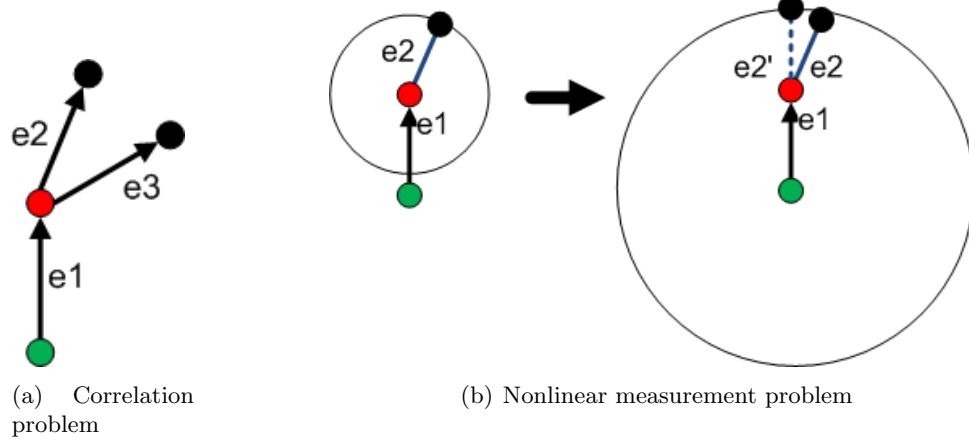 e2
e3
e1
(a) Correlation
problem
e2
e1
e2'
e2
e1
(b) Nonlinear measurement problem